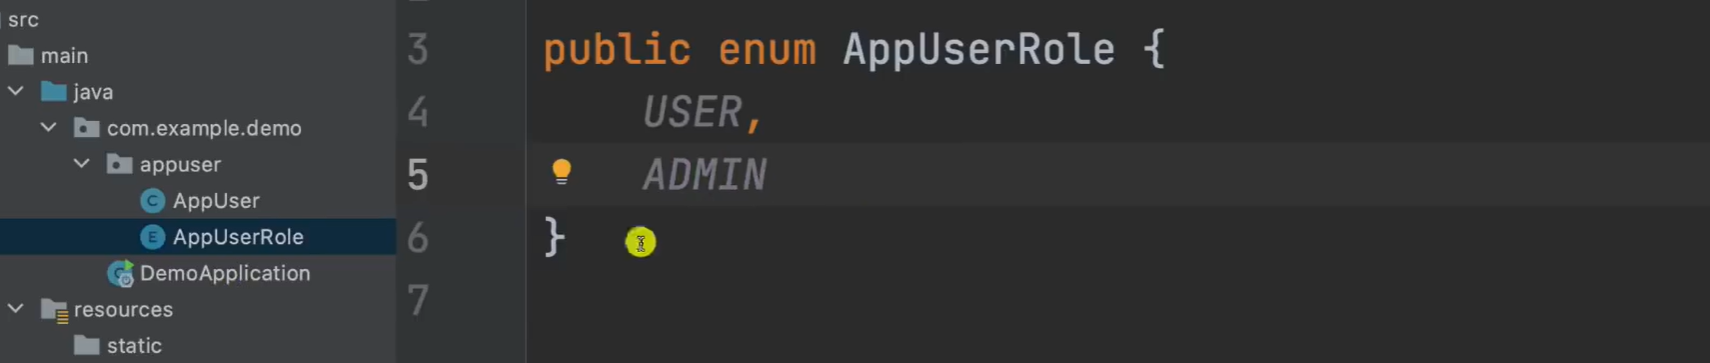 src
main
java
com.example.demo
appuser
AppUser
AppUserRole
DemoApplication
resources
static
3 public enum AppUserRole {
4 USER,
5 ADMIN
6 }
7